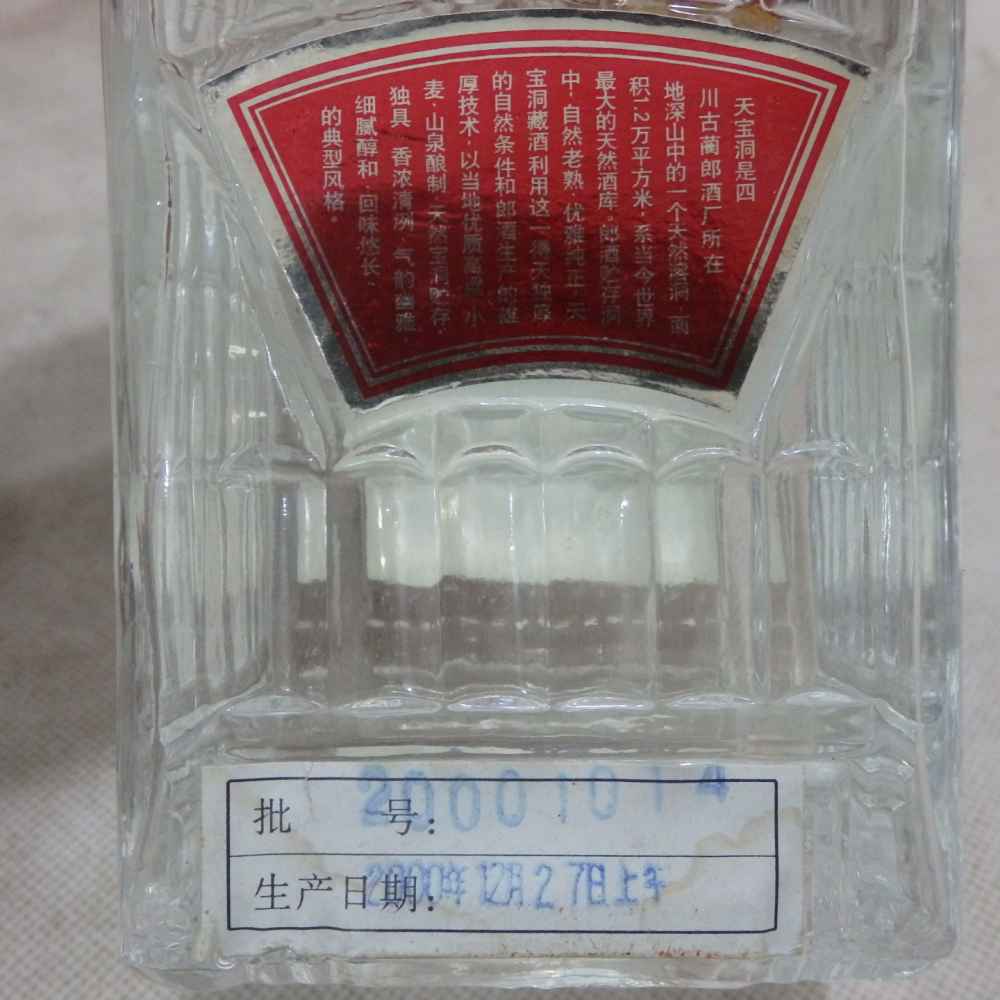 天宝洞是四
川古蔺郎酒厂所在
地深山中的一个天然溶洞，面
积1.2万平方米，系当今世界
最大的天然酒库。郎酒贮存洞
中，自然老熟，优雅纯正。天
宝洞藏酒利用这一得天独厚
的自然条件和郎酒生产的雄
厚技术，以当地优质高粱、小
麦，山泉酿制，天然宝洞贮存，
独具"香浓清冽，气韵幽雅，
细腻醇和，回味悠长"
的典型风格。
批 号：20001014
生产日期：2000年12月27日上午